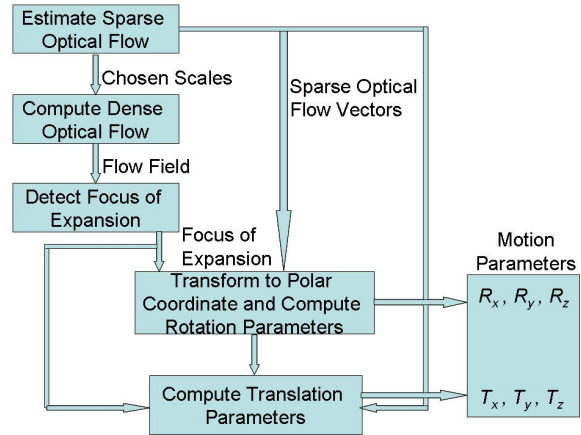 Estimate Sparse
Optical Flow
Chosen Scales
Sparse Optical
Flow Vectors
Compute Dense
Optical Flow
Flow Field
Detect Focus of
Expansion
Focus of
Expansion
Motion
Parameters
Transform to Polar
Coordinate and Compute
Rotation Parameters
Rx , Ry , Rz
Compute Translation
Parameters
Tx , Ty , Tz